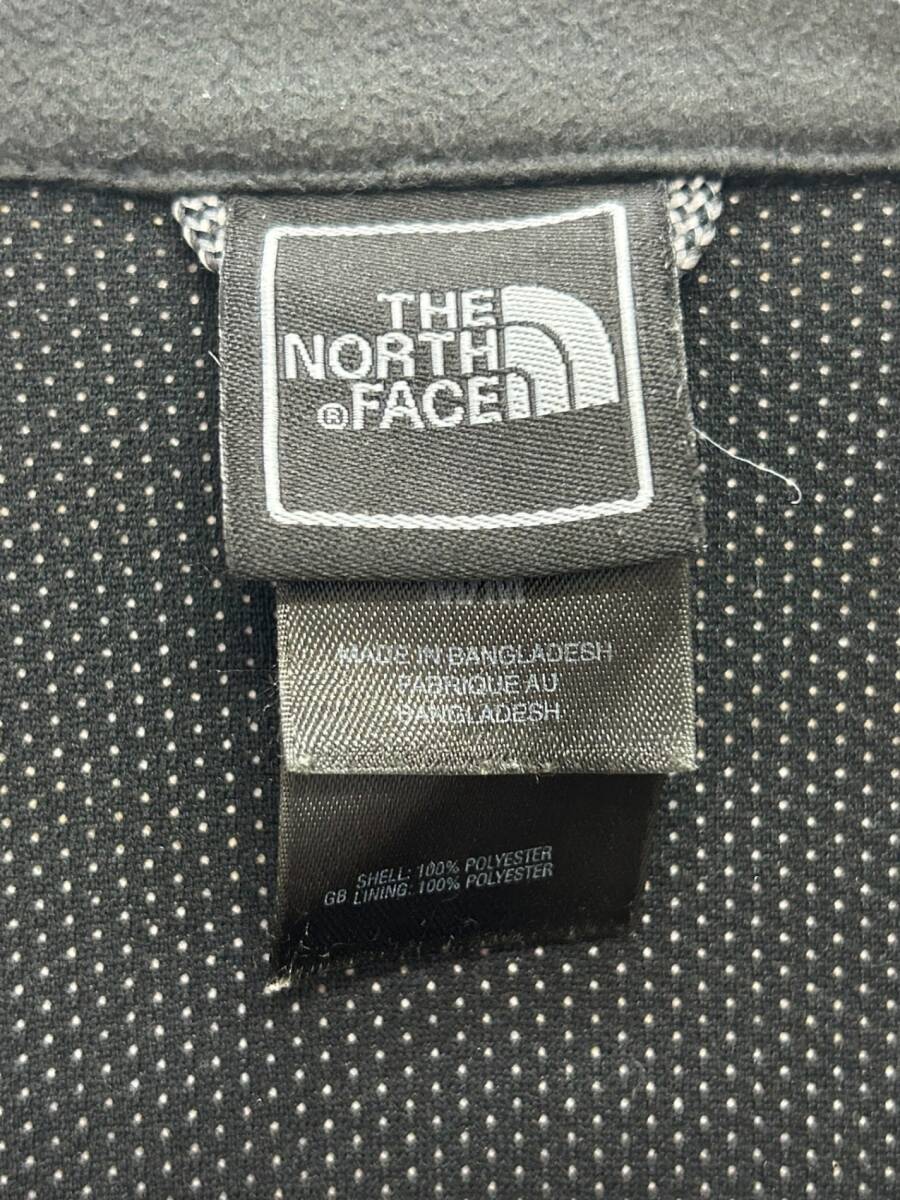 THE
NORTH
®FACE
MADE IN BANGLADESH
FABRIQUE AU
BANGLADESH
SHELL: 100% POLYESTER
GB LINING: 100% POLYESTER